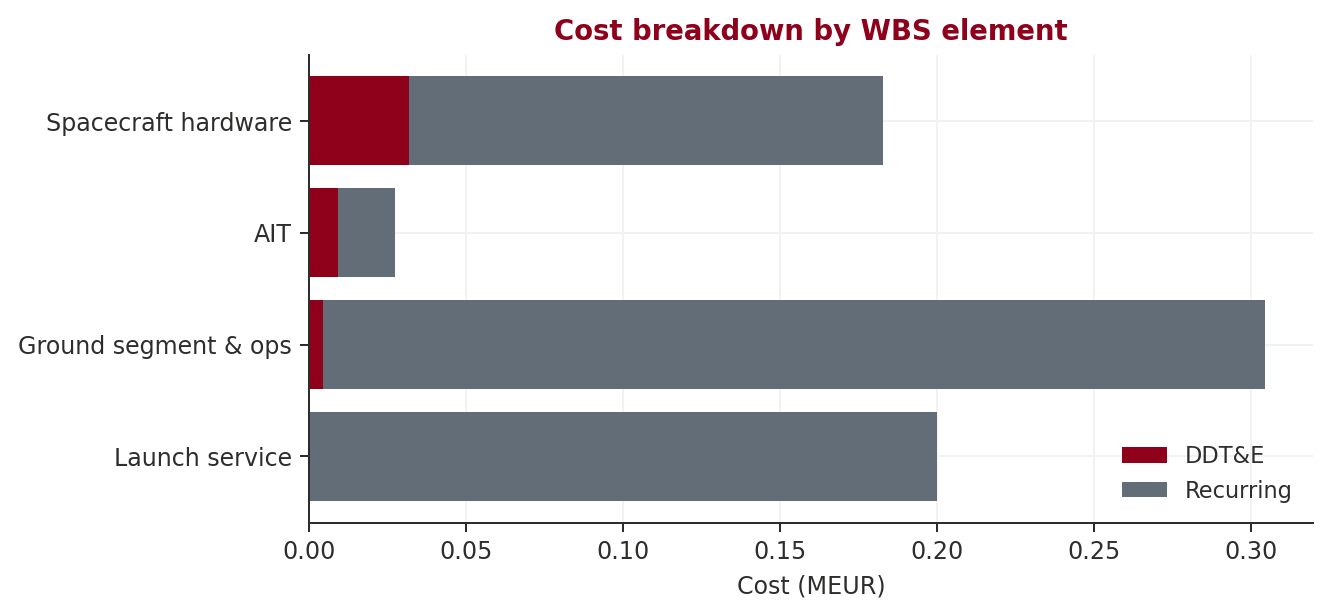 Cost breakdown by WBS element
Spacecraft hardware
AIT
Ground segment & ops
Launch service
DDT&E
Recurring
0.00 0.05 0.10 0.15 0.20 0.25 0.30
Cost (MEUR)